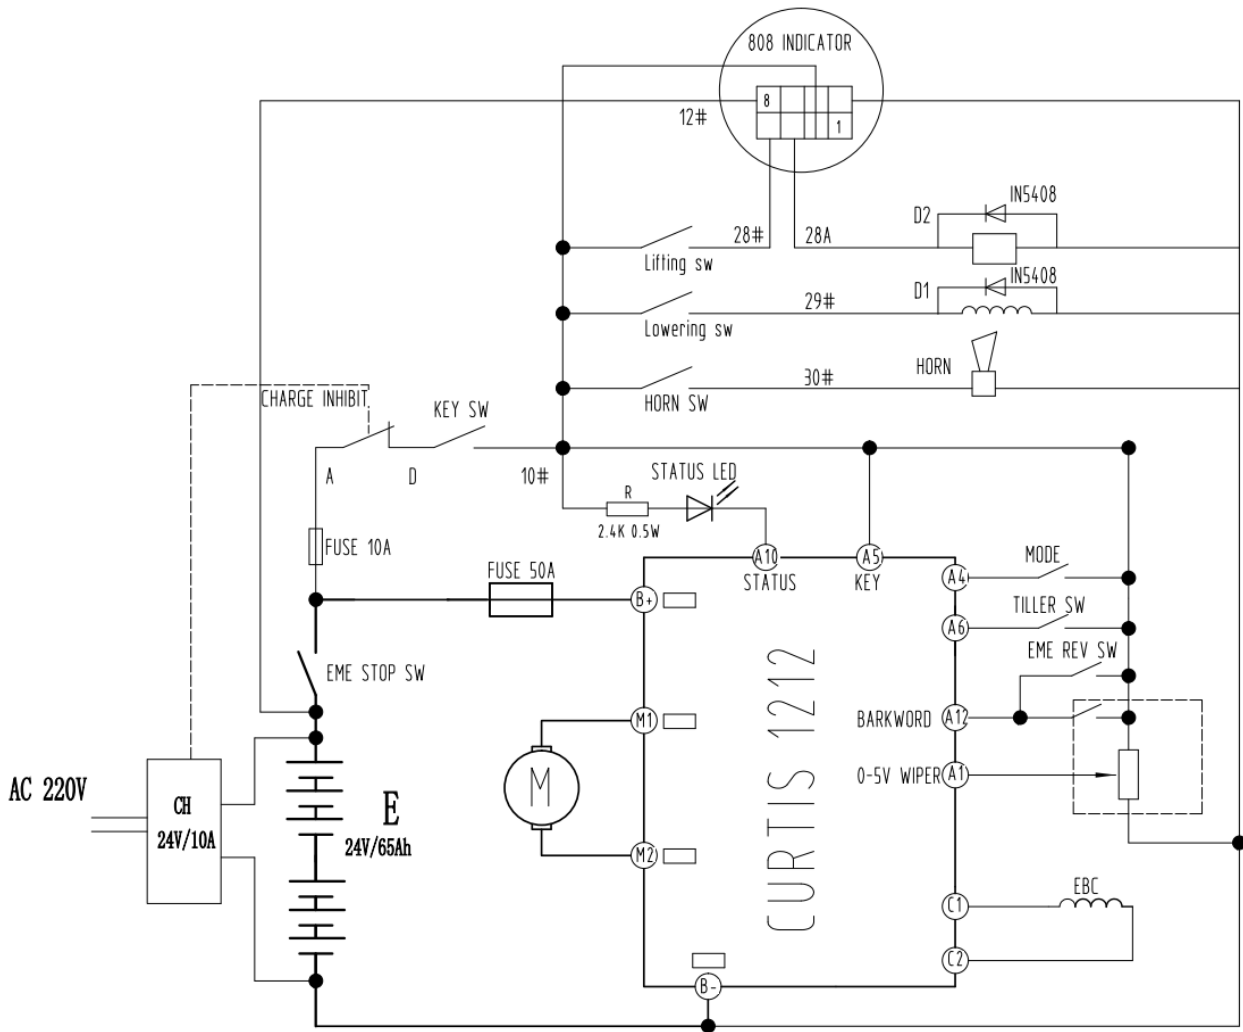 808 INDICATOR
8
12#
1
IN5408
D2
28#
28A
Lifting sw
IN5408
D1
29#
Lowering sw
HORN
30#
CHARGE INHIBIT
HORN SW
KEY SW
A
D
10#
STATUS LED
R
2.4K 0.5W
FUSE 10A
A10
A5
MODE
FUSE 50A
STATUS
KEY
A4
B+
TILLER SW
A6
EME REV SW
EME STOP SW
CURTIS 1212
M1
BARKWORD
A12
0-5V WIPER
A1
AC 220V
CH
24V/10A
E
24V/65Ah
M
M2
EBC
C1
C2
B-